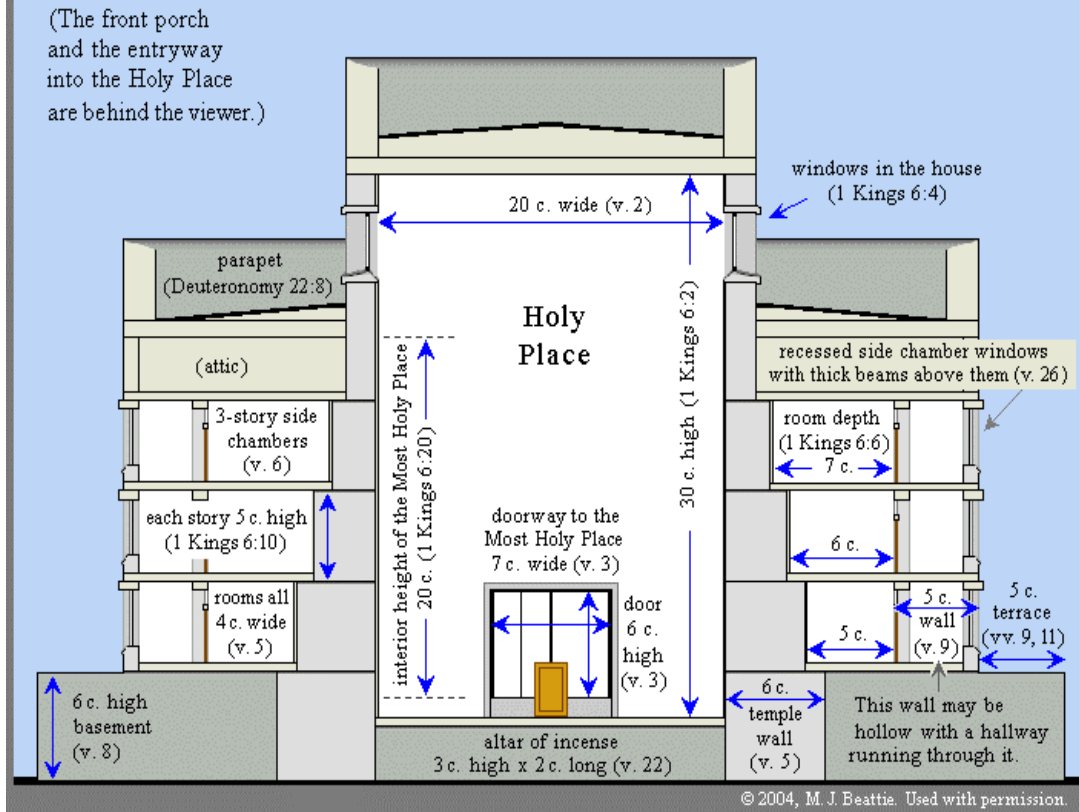 (The front porch
and the entryway
into the Holy Place
are behind the viewer.)
windows in the house
(1 Kings 6:4)
20 c. wide (v. 2)
parapet
(Deuteronomy 22:8)
Holy
Place
30 c. high (1 Kings 6:2)
interior height of the Most Holy Place
20 c. (1 Kings 6:20)
(attic)
recessed side chamber windows
with thick beams above them (v. 26)
3-story side
chambers
(v. 6)
room depth
(1 Kings 6:6)
7 c.
each story 5 c. high
(1 Kings 6:10)
doorway to the
Most Holy Place
7 c. wide (v. 3)
6 c.
rooms all
4 c. wide
(v. 5)
door
6 c.
high
(v. 3)
5 c.
5 c.
wall
(v. 9)
5 c.
terrace
(vv. 9, 11)
6 c. high
basement
(v. 8)
altar of incense
3 c. high x 2 c. long (v. 22)
6 c.
temple
wall
(v. 5)
This wall may be
hollow with a hallway
running through it.
© 2004, M. J. Beattie. Used with permission.